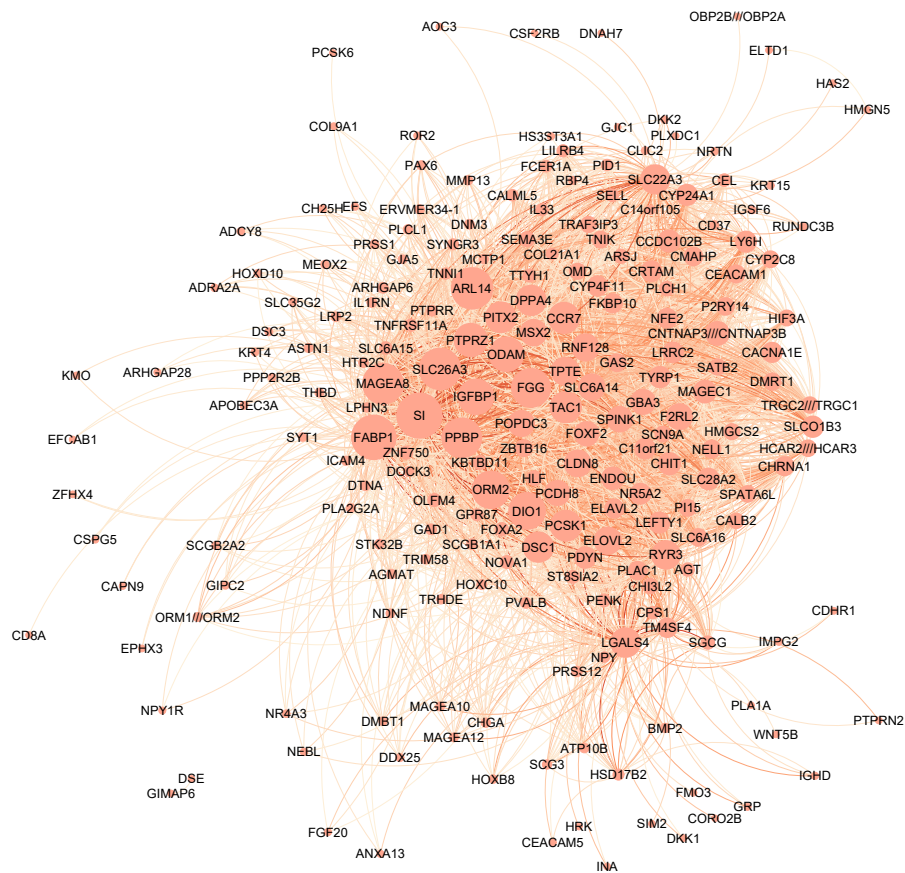 OBP2B///OBP2A
AOC3
CSF2RB
DNAH7
PCSK6
ELTD1
HAS2
HMGN5
COL9A1
ROR2
HS3ST3A1
GJC1
DKK2
PLXDC1
LILRB4
CLIC2
NRTN
PAX6
FCER1A
PID1
RBP4
SLC22A3
CEL
KRT15
MMP13
CALML5
SELL
CYP24A1
IGSF6
CH25H
EFS
ERVMER34-1
IL33
C14orf105
RUNDC3B
ADCY8
PLCL1
DNM3
TRAF3IP3
CD37
PRSS1
SYNGR3
SEMA3E
TNIK
CCDC102B
LY6H
GJA5
MCTP1
COL21A1
ARSJ
CMAHP
CYP2C8
HOXD10
MEOX2
TNNI1
TTYH1
OMD
CRTAM
CEACAM1
ADRA2A
ARHGAP6
ARL14
CYP4F11
PLCH1
SLC35G2
IL1RN
DPPA4
FKBP10
P2RY14
LRP2
PTPRR
PITX2
CCR7
NFE2
HIF3A
DSC3
TNFRSF11A
MSX2
CNTNAP3///CNTNAP3B
ASTN1
SLC6A15
PTPRZ1
RNF128
LRRC2
CACNA1E
KRT4
HTR2C
ODAM
GAS2
SATB2
KMO
ARHGAP28
PPP2R2B
SLC26A3
TPTE
TYRP1
DMRT1
MAGEA8
FGG
SLC6A14
MAGEC1
THBD
IGFBP1
GBA3
TRGC2///TRGC1
APOBEC3A
LPHN3
SI
TAC1
SPINK1
F2RL2
SLCO1B3
POPDC3
FOXF2
SCN9A
HMGCS2
EFCAB1
SYT1
FABP1
PPBP
ZBTB16
C11orf21
NELL1
HCAR2///HCAR3
ZNF750
ICAM4
KBTBD11
CLDN8
CHIT1
CHRNA1
DOCK3
HLF
ENDOU
SLC28A2
ZFHX4
DTNA
ORM2
PCDH8
NR5A2
SPATA6L
PLA2G2A
OLFM4
GPR87
DIO1
ELAVL2
PI15
CALB2
CSPG5
GAD1
FOXA2
PCSK1
LEFTY1
SLC6A16
SCGB2A2
STK32B
SCGB1A1
DSC1
ELOVL2
RYR3
TRIM58
NOVA1
PDYN
PLAC1
AGT
CAPN9
GIPC2
AGMAT
HOXC10
ST8SIA2
CHI3L2
TRHDE
PVALB
PENK
ORM1///ORM2
NDNF
CPS1
CDHR1
CD8A
TM4SF4
EPHX3
LGALS4
SGCG
IMPG2
NPY
PRSS12
NPY1R
NR4A3
MAGEA10
PLA1A
DMBT1
CHGA
BMP2
PTPRN2
MAGEA12
WNT5B
NEBL
DDX25
ATP10B
SCG3
DSE
HOXB8
HSD17B2
IGHD
GIMAP6
FMO3
GRP
CORO2B
FGF20
HRK
SIM2
DKK1
CEACAM5
ANXA13
INA